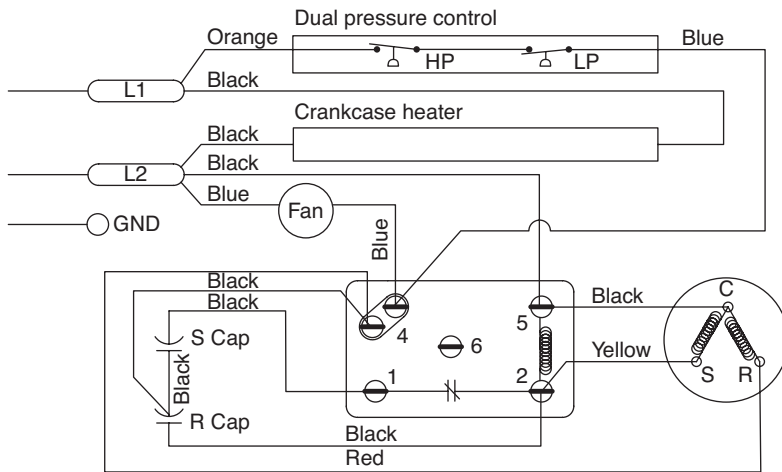 Dual pressure control
Orange
Blue
HP
LP
L1
Black
Crankcase heater
Black
L2
Black
Blue
Fan
GND
Blue
Black
Black
C
4
5
Black
S Cap
6
Yellow
Black
1
2
S
R
R Cap
Black
Red